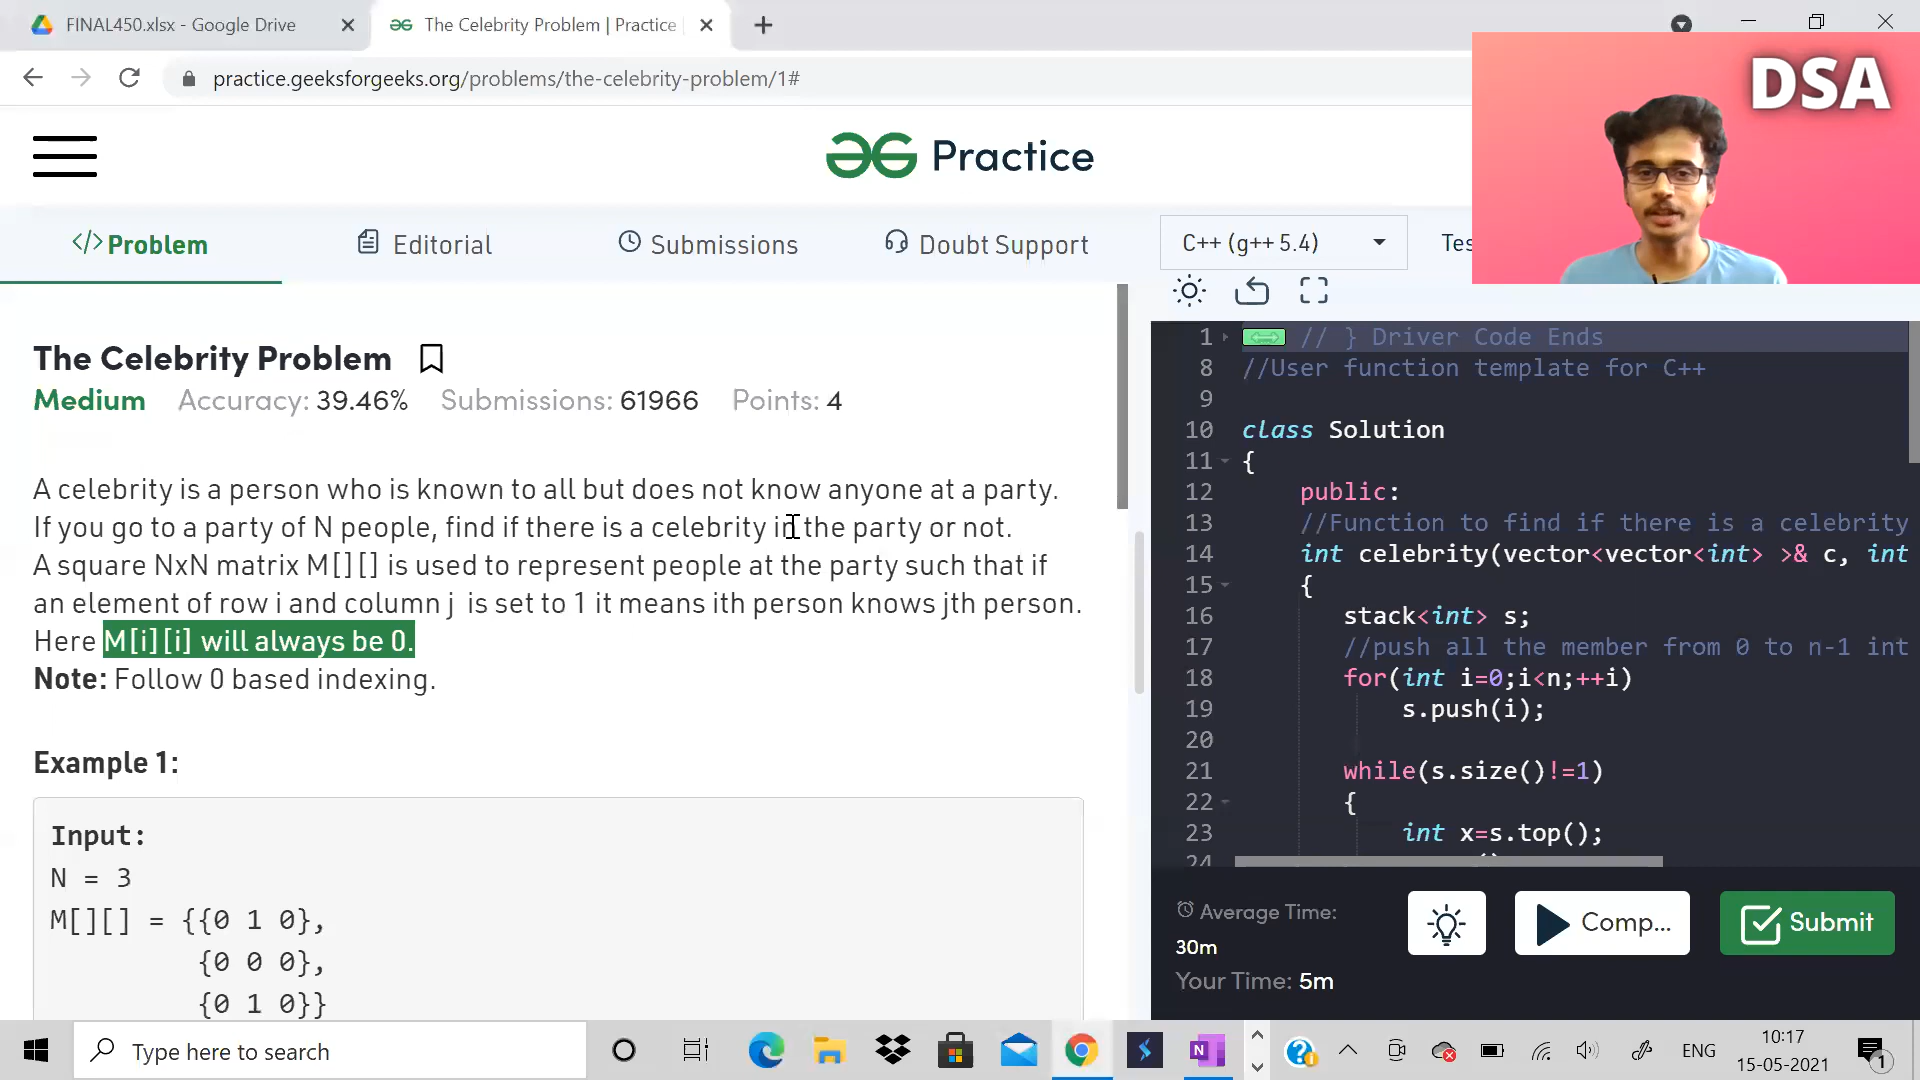 FINAL450.xlsx - Google Drive
The Celebrity Problem | Practice
practice.geeksforgeeks.org/problems/the-celebrity-problem/1#
DSA
Practice
</> Problem
Editorial
Submissions
Doubt Support
C++ (g++ 5.4)
Tes
The Celebrity Problem
Medium Accuracy: 39.46% Submissions: 61966 Points: 4
A celebrity is a person who is known to all but does not know anyone at a party.
If you go to a party of N people, find if there is a celebrity in the party or not.
A square NxN matrix M[][] is used to represent people at the party such that if
an element of row i and column j is set to 1 it means ith person knows jth person.
Here M[i][i] will always be 0.
Note: Follow 0 based indexing.
Example 1:
Input:
N = 3
M[][] = {{0 1 0},
{0 0 0},
{0 1 0}}
1 // } Driver Code Ends
8 //User function template for C++
9
10 class Solution
11 {
12 public:
13 //Function to find if there is a celebrity
14 int celebrity(vector<vector<int> >& c, int
15 {
16 stack<int> s;
17 //push all the member from 0 to n-1 int
18 for(int i=0;i<n;++i)
19 s.push(i);
20
21 while(s.size()!=1)
22 {
23 int x=s.top();
24
Average Time:
30m
Your Time: 5m
Comp...
Submit
Type here to search
ENG
10:17
15-05-2021
1